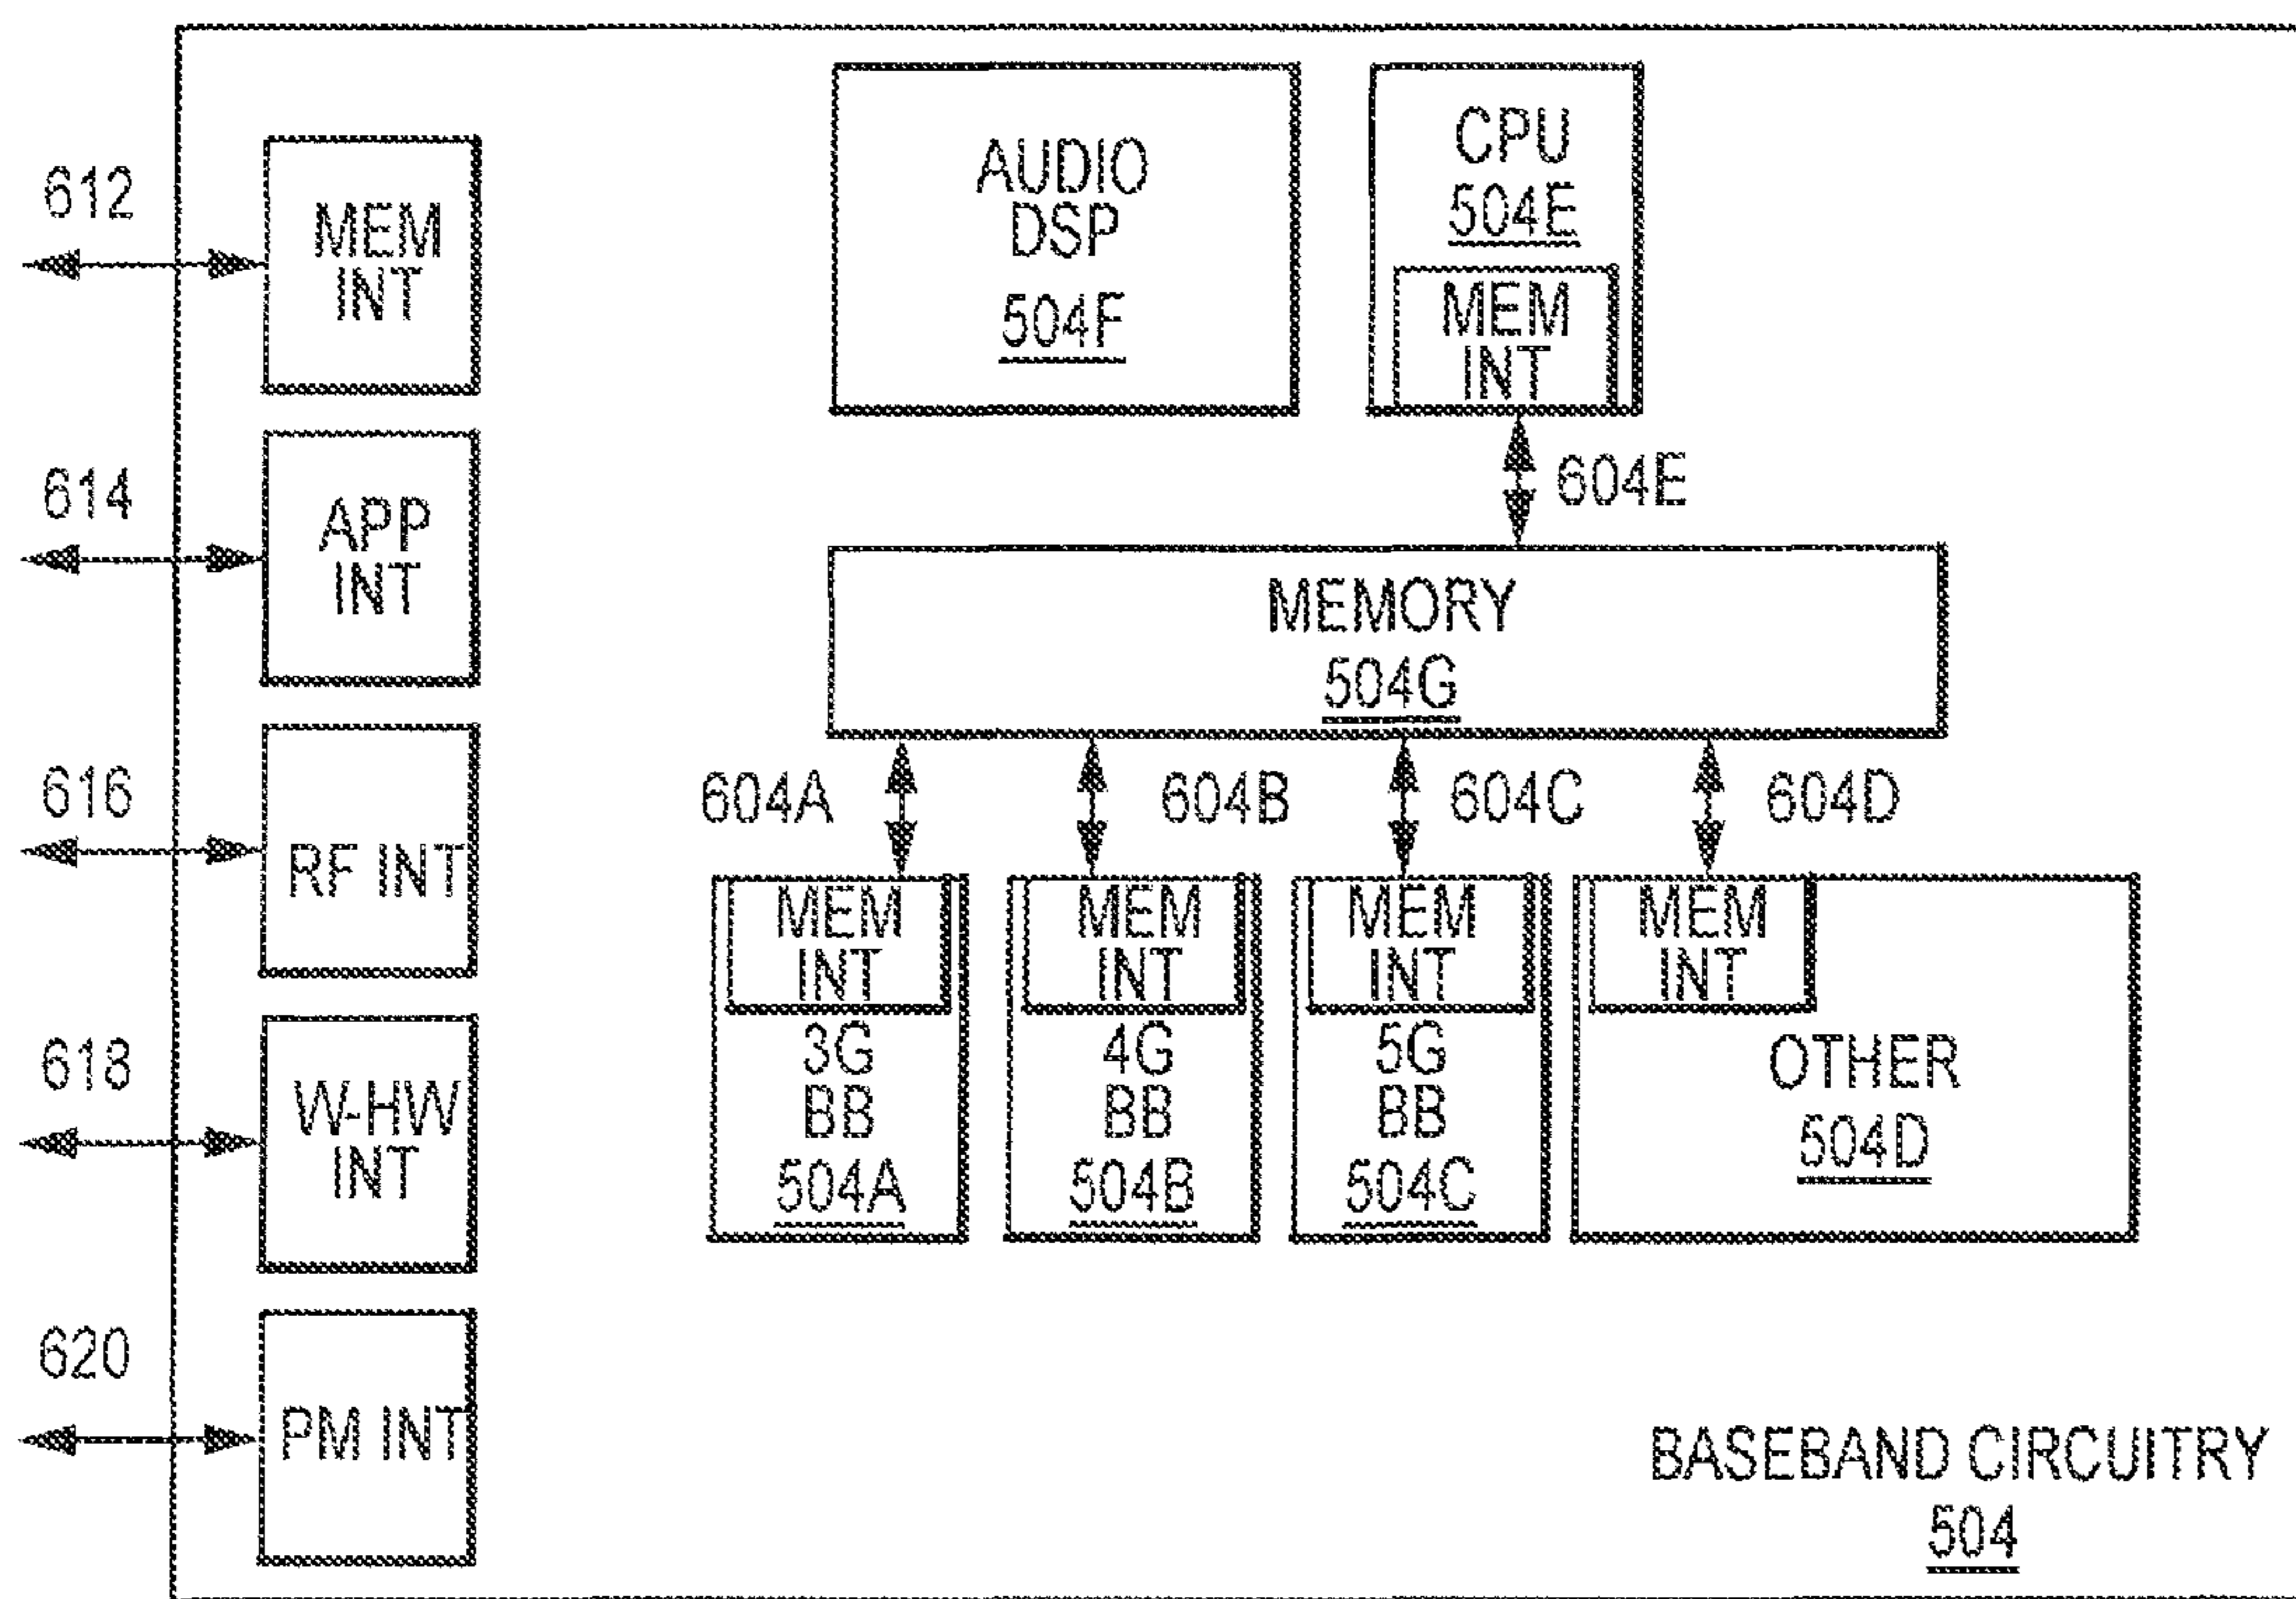 612
MEM
INT
614
APP
INT
616
RF INT
618
W-HW
INT
620
PM INT
AUDIO
DSP
504F
CPU
504E
MEM
INT
604E
MEMORY
504G
604A
604B
604C
604D
MEM
INT
3G
BB
504A
MEM
INT
4G
BB
504B
MEM
INT
5G
BB
504C
MEM
INT
OTHER
504D
BASEBAND CIRCUITRY
504